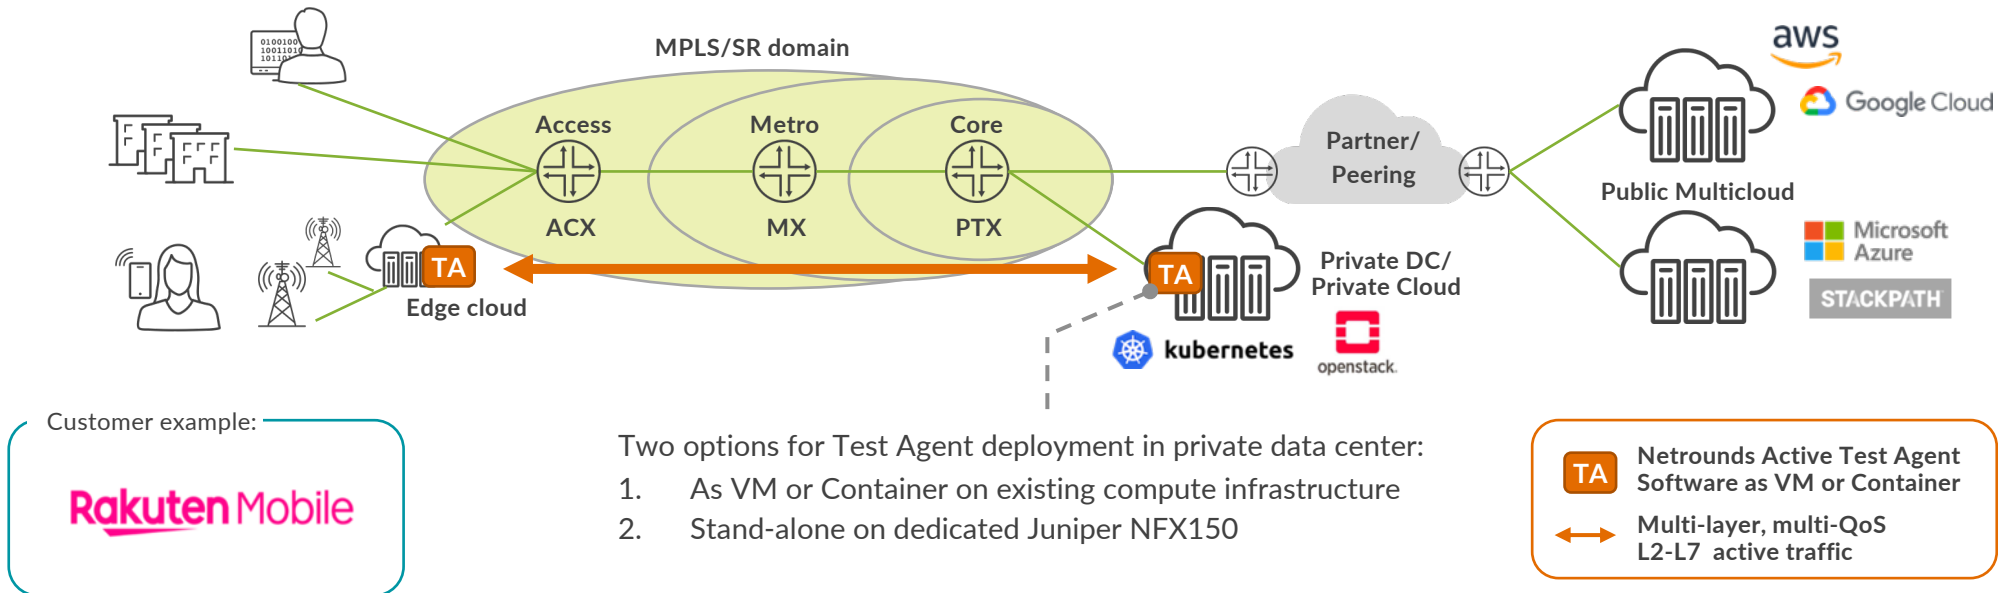 0100100
10011010
10110
MPLS/SR domain
Access
Metro
Core
ACX
MX
PTX
Partner/
Peering
aws
Google Cloud
Public Multicloud
Microsoft
Azure
STACKPATH
TA
Edge cloud
TA
Private DC/
Private Cloud
kubernetes
openstack.
Customer example:
Rakuten Mobile
Two options for Test Agent deployment in private data center:
1. As VM or Container on existing compute infrastructure
2. Stand-alone on dedicated Juniper NFX150
TA
Netrounds Active Test Agent
Software as VM or Container
Multi-layer, multi-QoS
L2-L7 active traffic